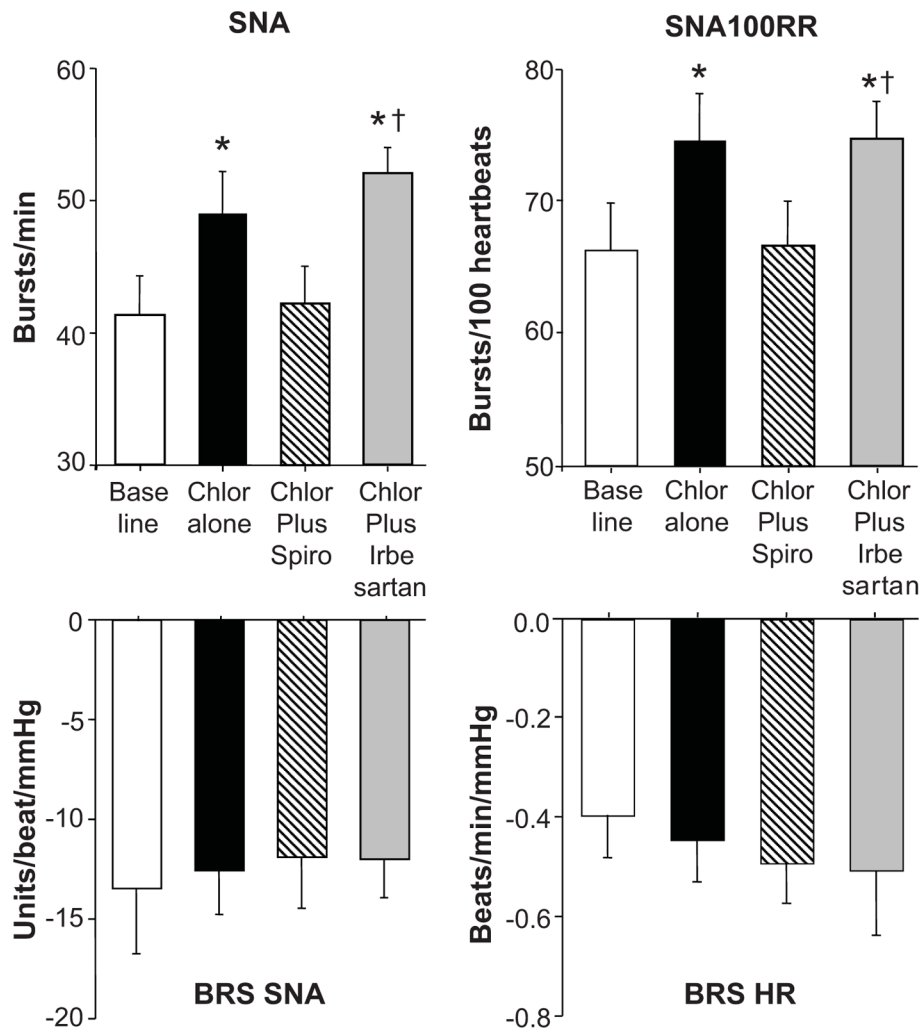 SNA
Bursts/min
60
50
40
30
*
*†
Base
line
Chlor
alone
Chlor
Plus
Spiro
Chlor
Plus
Irbe
sartan
SNA100RR
Bursts/100 heartbeats
80
70
60
50
*
*†
Base
line
Chlor
alone
Chlor
Plus
Spiro
Chlor
Plus
Irbe
sartan
Units/beat/mmHg
0
-5
-10
-15
-20
BRS SNA
Beats/min/mmHg
0.0
-0.2
-0.4
-0.6
-0.8
BRS HR